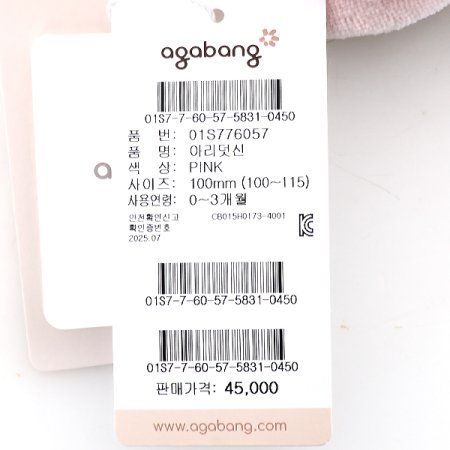 agabang
01S7-7-60-57-5831-0450
품 번: 01S776057
품 명: 아리덧신
색 상: PINK
사이즈: 100mm (100~115)
사용연령: 0~3개월
안전확인신고 CB015H0173-4001
확인증번호
2025.07
01S7-7-60-57-5831-0450
01S7-7-60-57-5831-0450
판매가격: 45,000
www.agabang.com